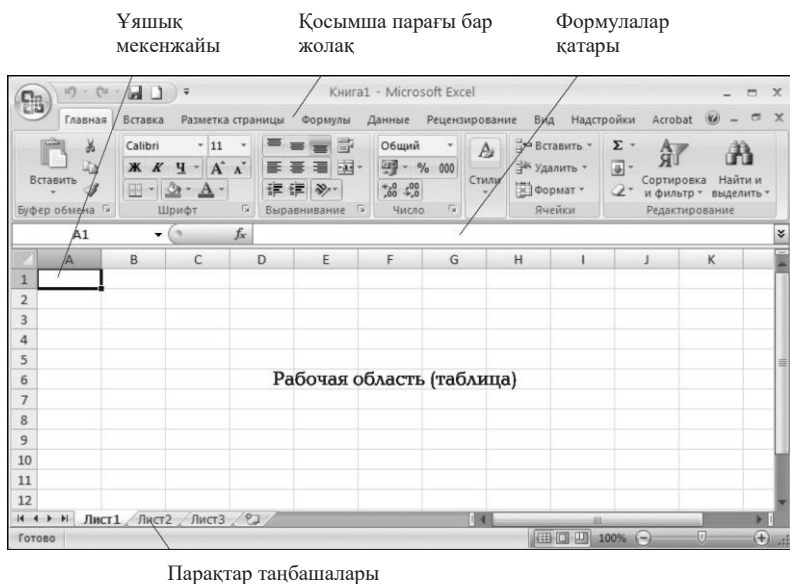 Ұяшық мекенжайы
Қосымша парағы бар жолақ
Формулалар қатары
Книга1 - Microsoft Excel
Главная Вставка Разметка страницы Формулы Данные Рецензирование Вид Надстройки Acrobat
Calibri 11 Общий Вставить Σ
Ж К Ч А А % 000 Удалить
Вставить А Стили Формат Сортировка и фильтр Найти и выделить
Буфер обмена Шрифт Выравнивание Число Ячейки Редактирование
A1 fx
A B C D E F G H I J K
1
2
3
4
5
6 Рабочая область (таблица)
7
8
9
10
11
12
Лист1 Лист2 Лист3
Готово 100%
Парақтар таңбашалары